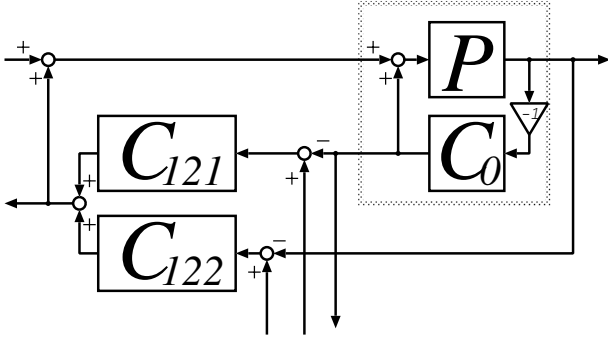 + + P
+ +
-1
C121 − C0
+ +
+
C122 −
+